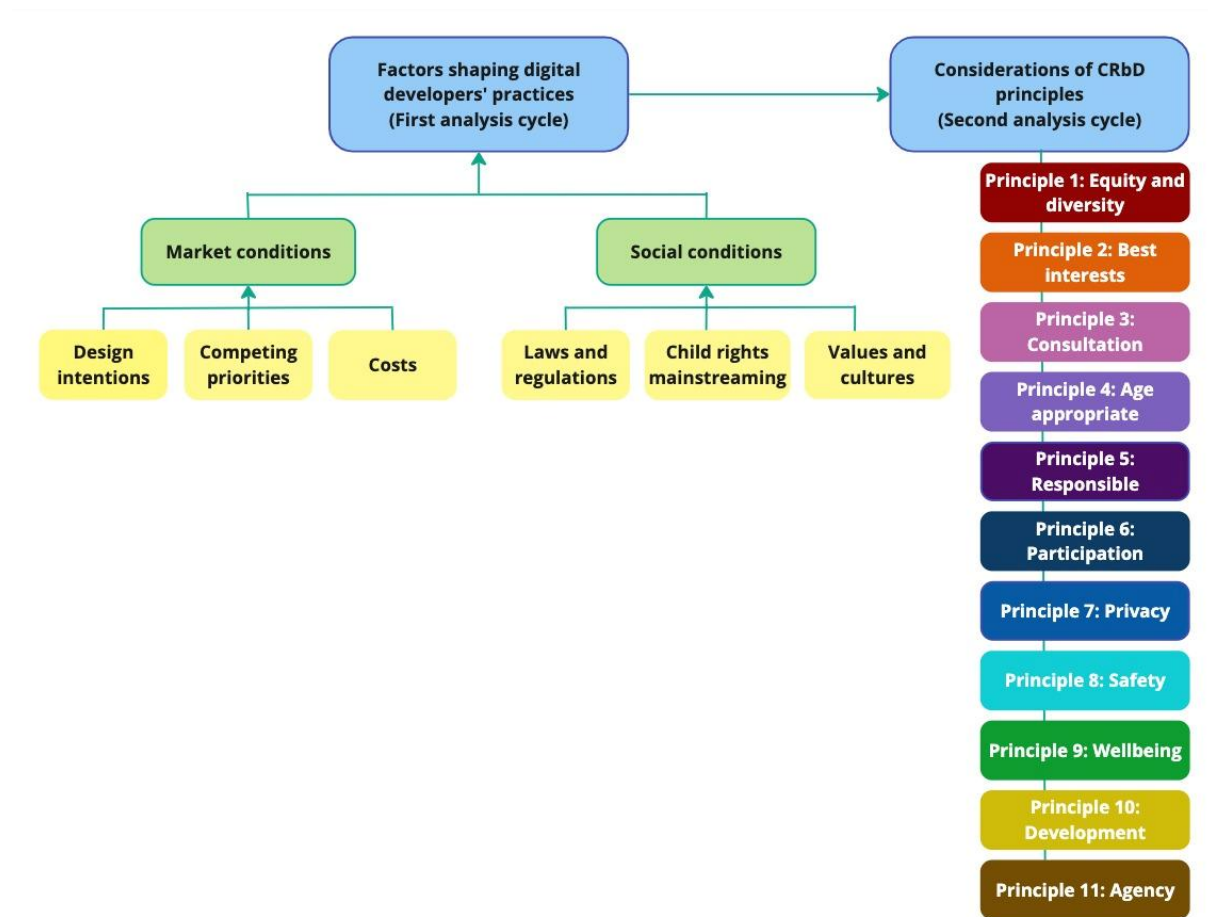 Factors shaping digital
developers' practices
(First analysis cycle)
Considerations of CRbD
principles
(Second analysis cycle)
Market conditions
Social conditions
Design
intentions
Competing
priorities
Costs
Laws and
regulations
Child rights
mainstreaming
Values and
cultures
Principle 1: Equity and
diversity
Principle 2: Best
interests
Principle 3:
Consultation
Principle 4: Age
appropriate
Principle 5:
Responsible
Principle 6:
Participation
Principle 7: Privacy
Principle 8: Safety
Principle 9: Wellbeing
Principle 10:
Development
Principle 11: Agency